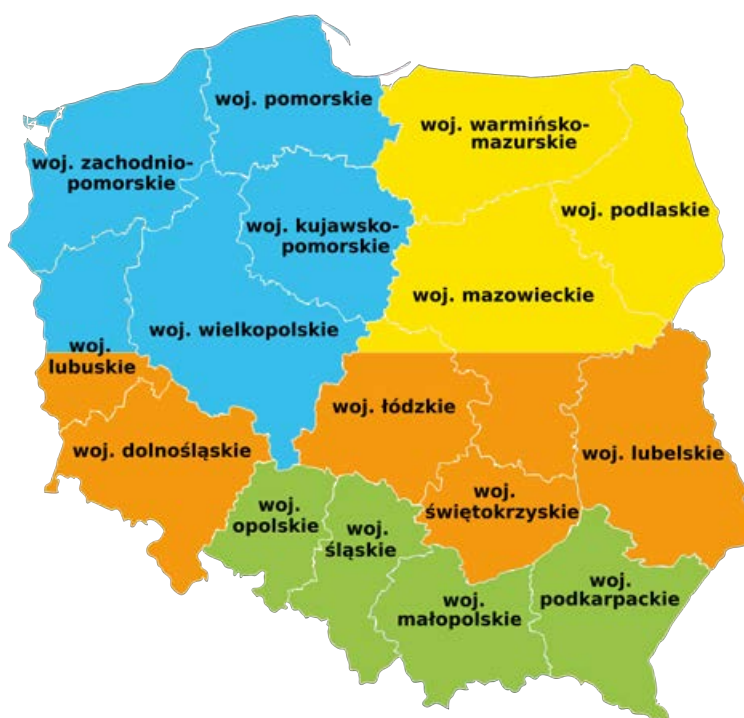 woj. pomorskie
woj. warmińsko-
mazurskie
woj. zachodnio-
pomorskie
woj. podlaskie
woj. kujawsko-
pomorskie
woj. mazowieckie
woj. wielkopolskie
woj.
lubuskie
woj. łódzkie
woj. dolnośląskie
woj. lubelskie
woj.
świętokrzyskie
woj.
opolskie
woj.
śląskie
woj.
podkarpackie
woj.
małopolskie